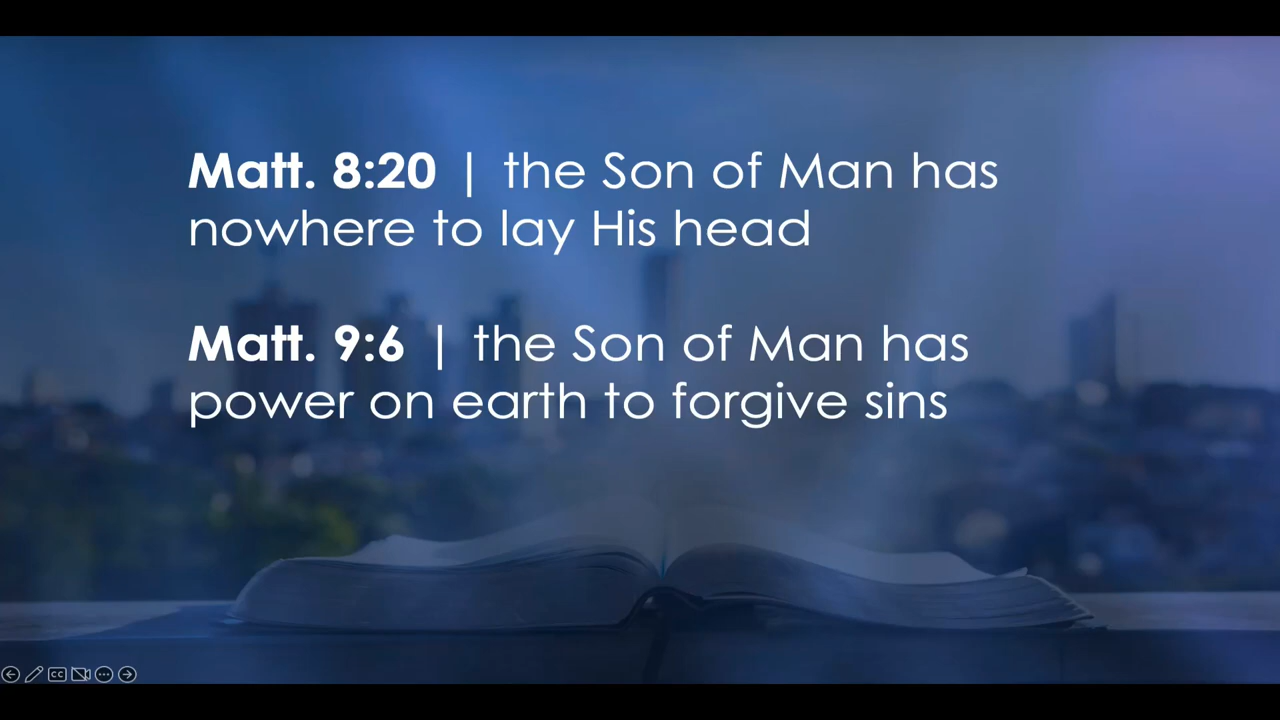 Matt. 8:20 | the Son of Man has
nowhere to lay His head
Matt. 9:6 | the Son of Man has
power on earth to forgive sins
CC